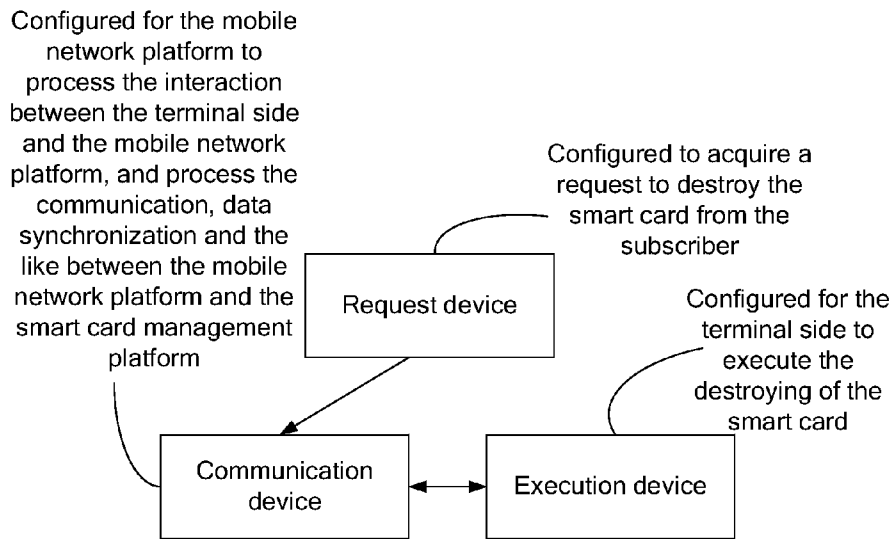 Configured for the mobile
network platform to
process the interaction
between the terminal side
and the mobile network
platform, and process the
communication, data
synchronization and the
like between the mobile
network platform and the
smart card management
platform
Configured to acquire a
request to destroy the
smart card from the
subscriber
Request device
Configured for the
terminal side to
execute the
destroying of the
smart card
Communication
device
Execution device